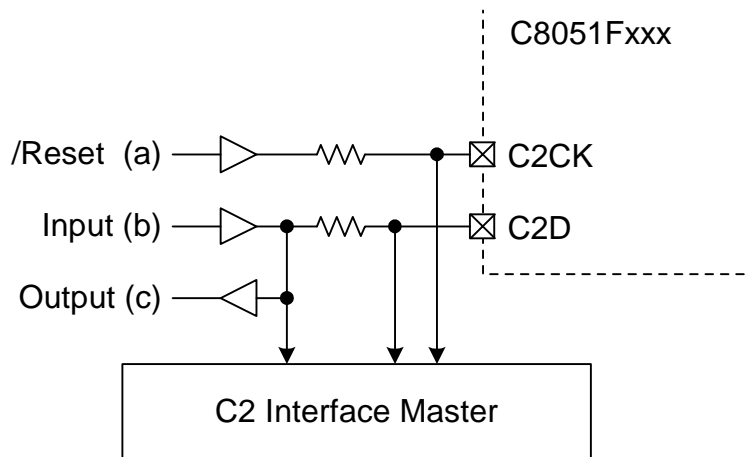 C8051Fxxx
/Reset (a)
C2CK
Input (b)
C2D
Output (c)
C2 Interface Master